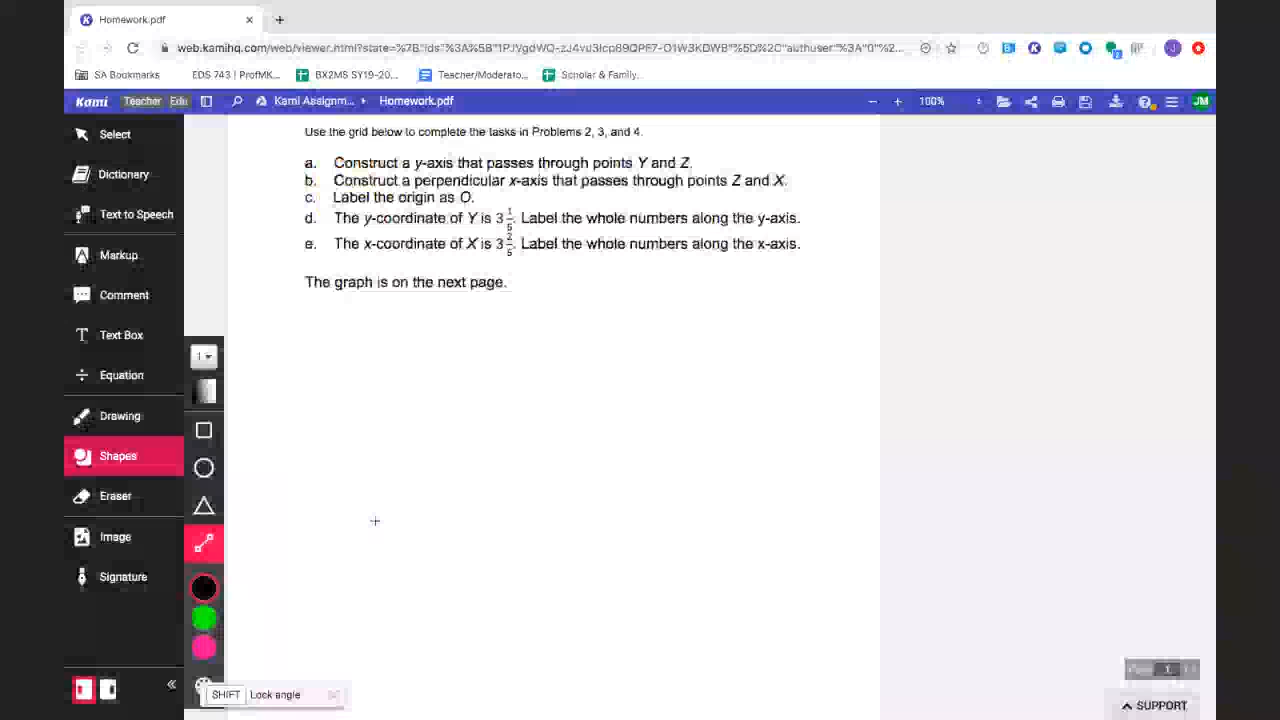 Homework.pdf
SA Bookmarks EDS 743 | ProfMK... BX2MS SY19-20... Teacher/Moderato... Scholar & Family...
Kami Teacher Edu Kami Assignm... Homework.pdf 100% JM
Select
Dictionary
Text to Speech
Markup
Comment
Text Box
Equation
Drawing
Shapes
Eraser
Image
Signature
1
Use the grid below to complete the tasks in Problems 2, 3, and 4.
a. Construct a y-axis that passes through points Y and Z.
b. Construct a perpendicular x-axis that passes through points Z and X.
c. Label the origin as O.
d. The y-coordinate of Y is 3 1/5. Label the whole numbers along the y-axis.
e. The x-coordinate of X is 3 2/5. Label the whole numbers along the x-axis.
The graph is on the next page.
SHIFT Lock angle
SUPPORT